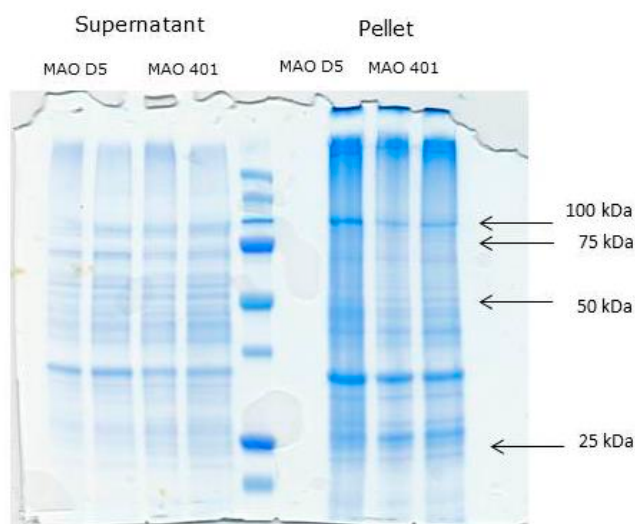 Supernatant Pellet
MAO D5 MAO 401 MAO D5 MAO 401
100 kDa
75 kDa
50 kDa
25 kDa